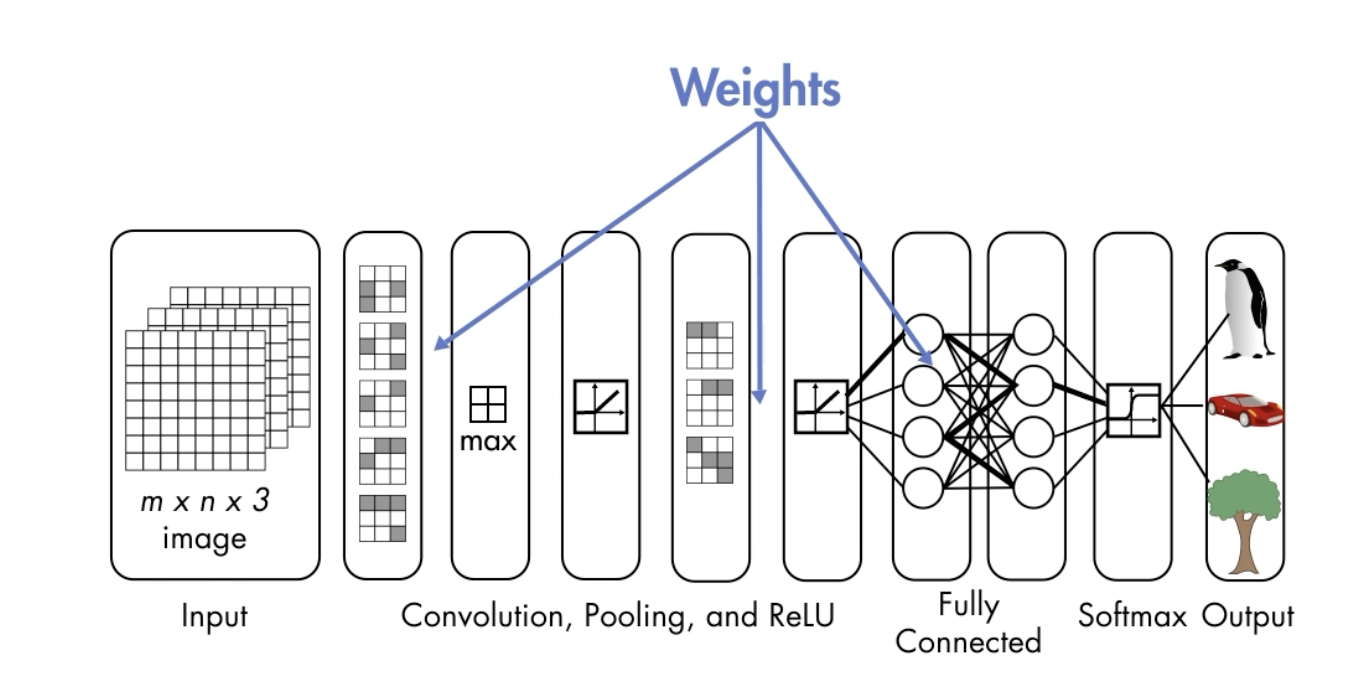 Weights
max
m x n x 3
image
Input
Convolution, Pooling, and ReLU
Fully
Connected
Softmax
Output